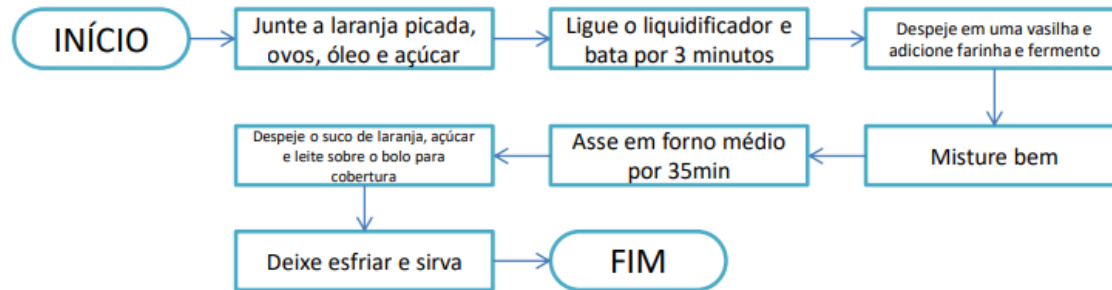 INÍCIO
Junte a laranja picada,
ovos, óleo e açúcar
Ligue o liquidificador e
bata por 3 minutos
Despeje em uma vasilha e
adicione farinha e fermento
Misture bem
Asse em forno médio
por 35min
Despeje o suco de laranja, açúcar
e leite sobre o bolo para
cobertura
Deixe esfriar e sirva
FIM